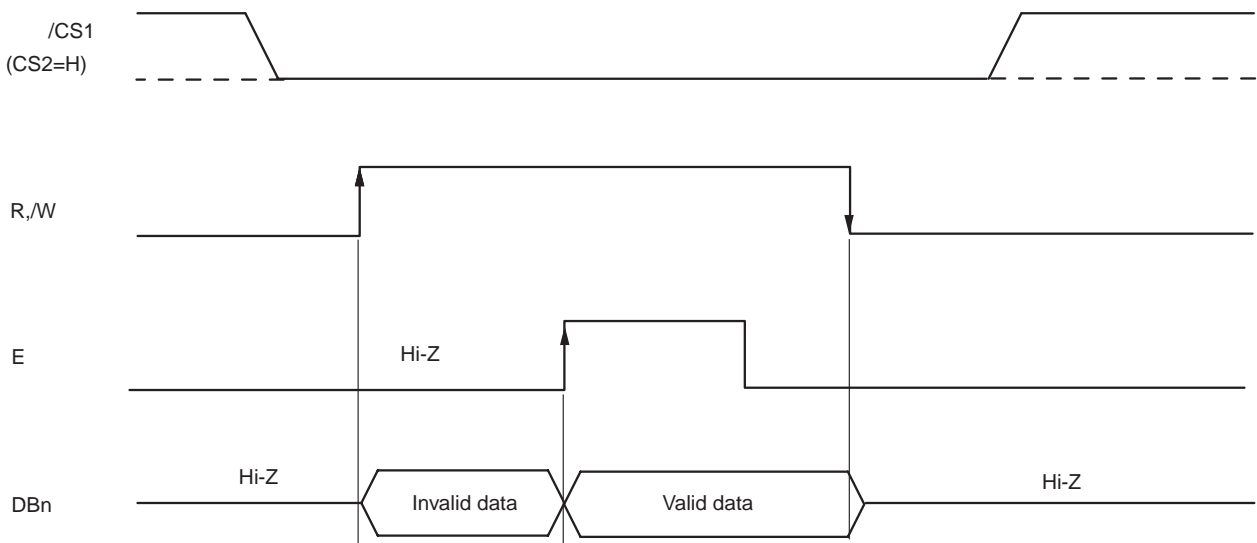 /CS1
(CS2=H)
R,/W
E
Hi-Z
DBn
Hi-Z
Invalid data
Valid data
Hi-Z